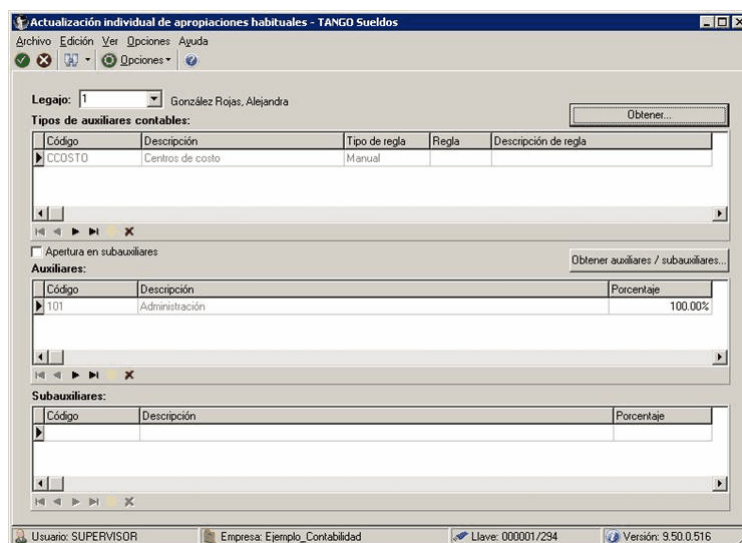 Actualización individual de apropiaciones habituales - TANGO Sueldos
Archivo Edición Ver Opciones Ayuda
Opciones
Legajo: 1 González Rojas, Alejandra
Obtener...
Tipos de auxiliares contables:
Código Descripción Tipo de regla Regla Descripción de regla
CCOSTO Centros de costo Manual
Apertura en subauxiliares
Obtener auxiliares / subauxiliares...
Auxiliares:
Código Descripción Porcentaje
101 Administración 100.00%
Subauxiliares:
Código Descripción Porcentaje
Usuario: SUPERVISOR Empresa: Ejemplo_Contabilidad Llave: 000001/294 Versión: 9.50.0.516